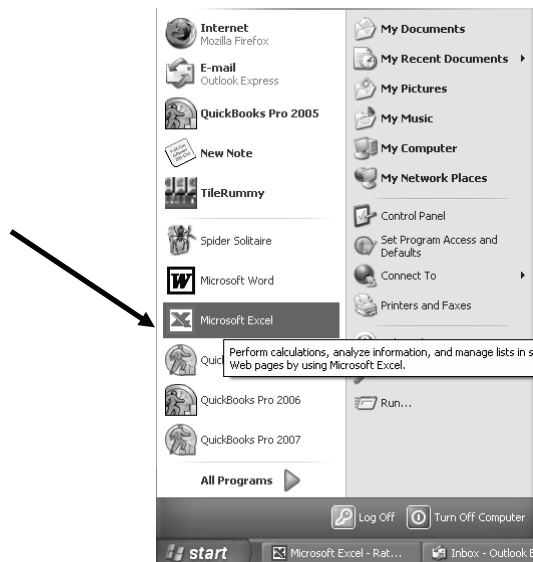 Internet
Mozilla Firefox
E-mail
Outlook Express
QuickBooks Pro 2005
New Note
TileRummy
Spider Solitaire
Microsoft Word
Microsoft Excel
Quic
QuickBooks Pro 2006
QuickBooks Pro 2007
All Programs
My Documents
My Recent Documents
My Pictures
My Music
My Computer
My Network Places
Control Panel
Set Program Access and
Defaults
Connect To
Printers and Faxes
Perform calculations, analyze information, and manage lists in s
Web pages by using Microsoft Excel.
Run...
Log Off
Turn Off Computer
start
Microsoft Excel - Rat...
Inbox - Outlook E